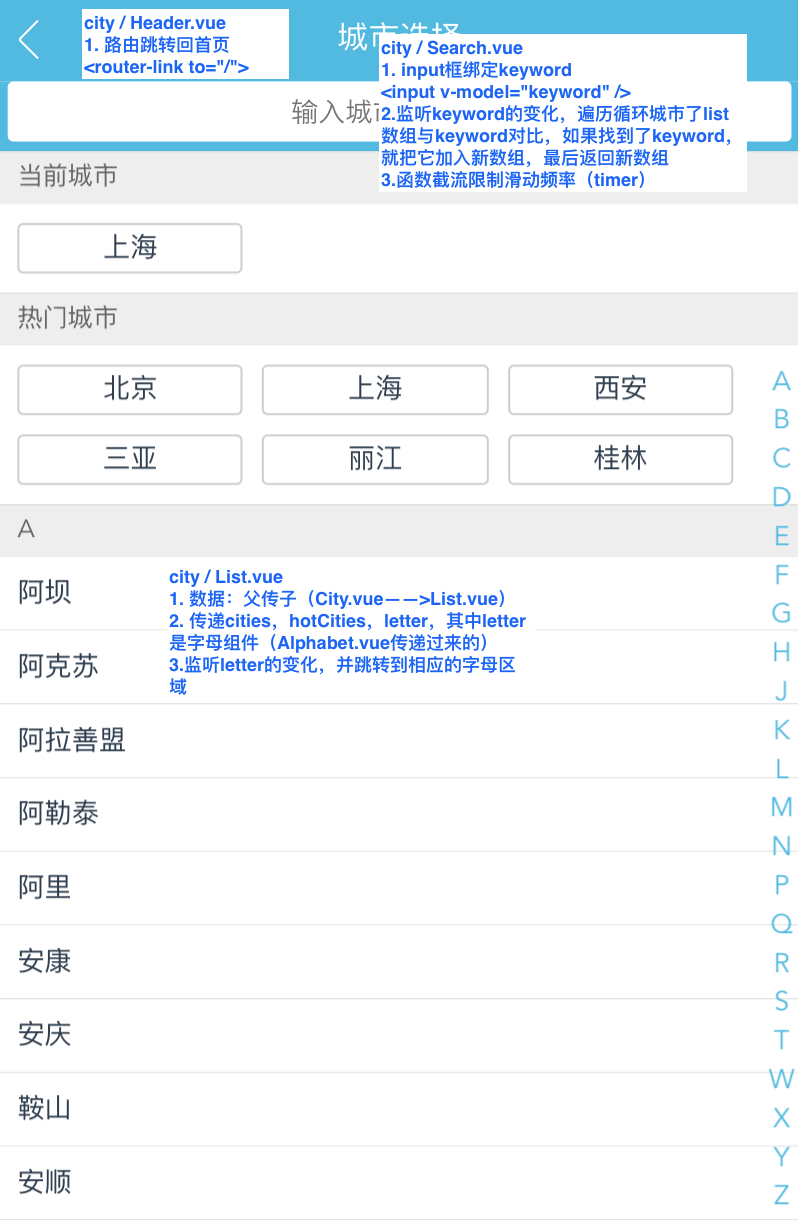 city / Header.vue
1. 路由跳转回首页
<router-link to="/">
城市选择
city / Search.vue
1. input框绑定keyword
<input v-model="keyword" />
2.监听keyword的变化，遍历循环城市了list
数组与keyword对比，如果找到了keyword，
就把它加入新数组，最后返回新数组
3.函数截流限制滑动频率（timer）
输入城市
当前城市
上海
热门城市
北京
上海
西安
三亚
丽江
桂林
A
阿坝
city / List.vue
1. 数据：父传子（City.vue——>List.vue）
2. 传递cities，hotCities，letter，其中letter
是字母组件（Alphabet.vue传递过来的）
3.监听letter的变化，并跳转到相应的字母区
域
阿克苏
阿拉善盟
阿勒泰
阿里
安康
安庆
鞍山
安顺
A
B
C
D
E
F
G
H
J
K
L
M
N
P
Q
R
S
T
W
X
Y
Z